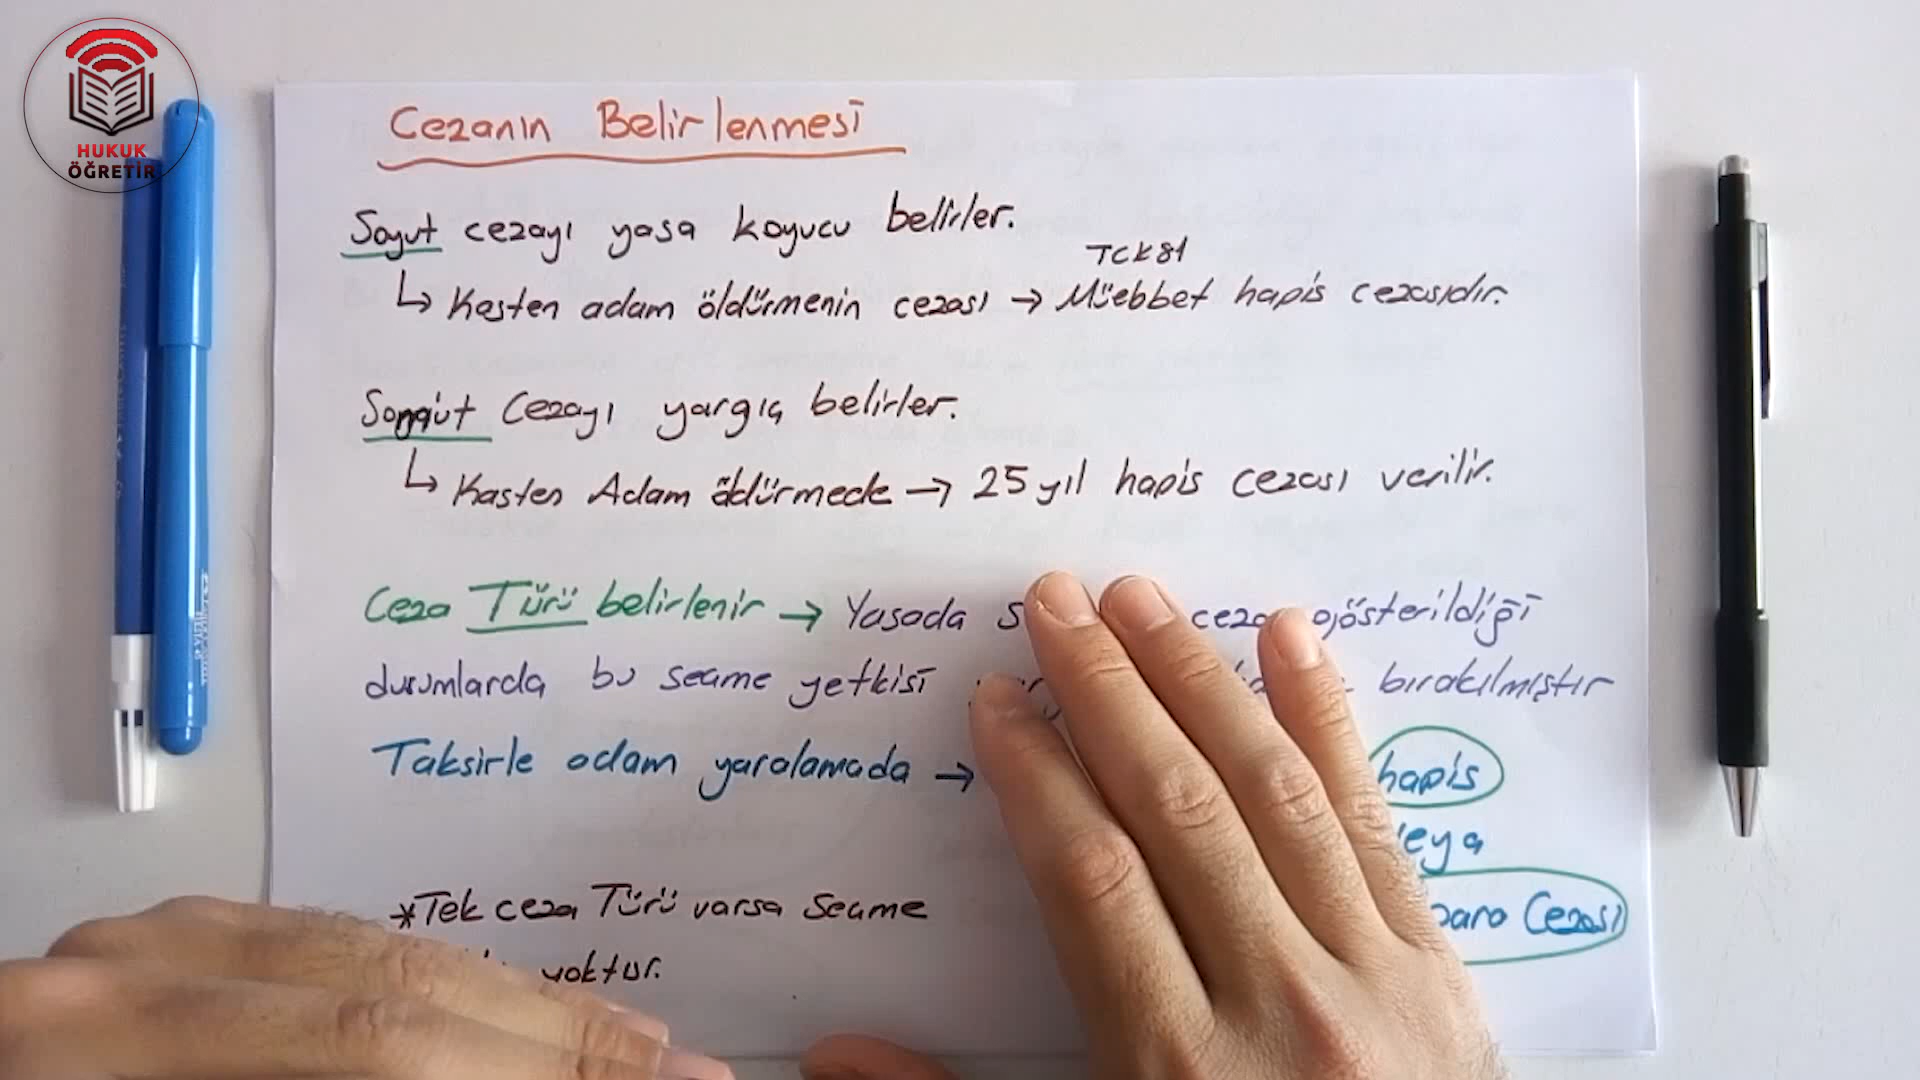 HUKUK
ÖĞRETİR
Cezanın Belirlenmesi
Soyut cezayı yasa koyucu belirler.
TCK81
↳ Kasten adam öldürmenin cezası → Müebbet hapis cezasıdır.
Somut Cezayı yargıç belirler.
↳ Kasten Adam öldürmede → 25 yıl hapis cezası verilir.
Ceza Türü belirlenir → Yasada ceza gösterildiği
durumlarda bu seçme yetkisi bırakılmıştır
Taksirle adam yaralamada → hapis
veya
para Cezası
*Tek ceza Türü varsa seçme
yoktur.